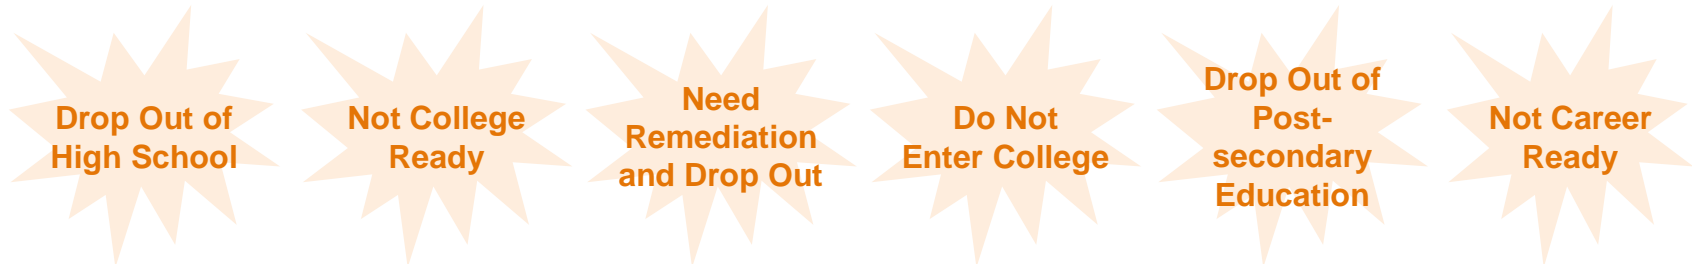 Drop Out of
High School
Not College
Ready
Need
Remediation
and Drop Out
Do Not
Enter College
Drop Out of
Post-
secondary
Education
Not Career
Ready